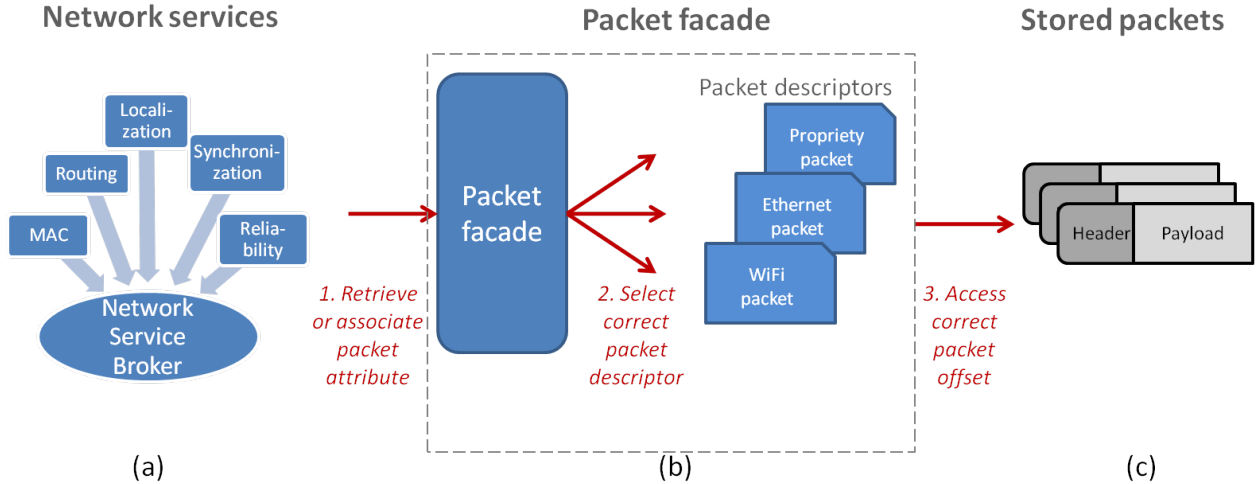 Network services
Packet facade
Stored packets
Locali-
zation
Synchroni-
zation
Routing
MAC
Relia-
bility
Network
Service
Broker
1. Retrieve
or associate
packet
attribute
Packet
facade
2. Select
correct
packet
descriptor
Packet descriptors
Propriety
packet
Ethernet
packet
WiFi
packet
3. Access
correct
packet
offset
Header
Payload
(a)
(b)
(c)